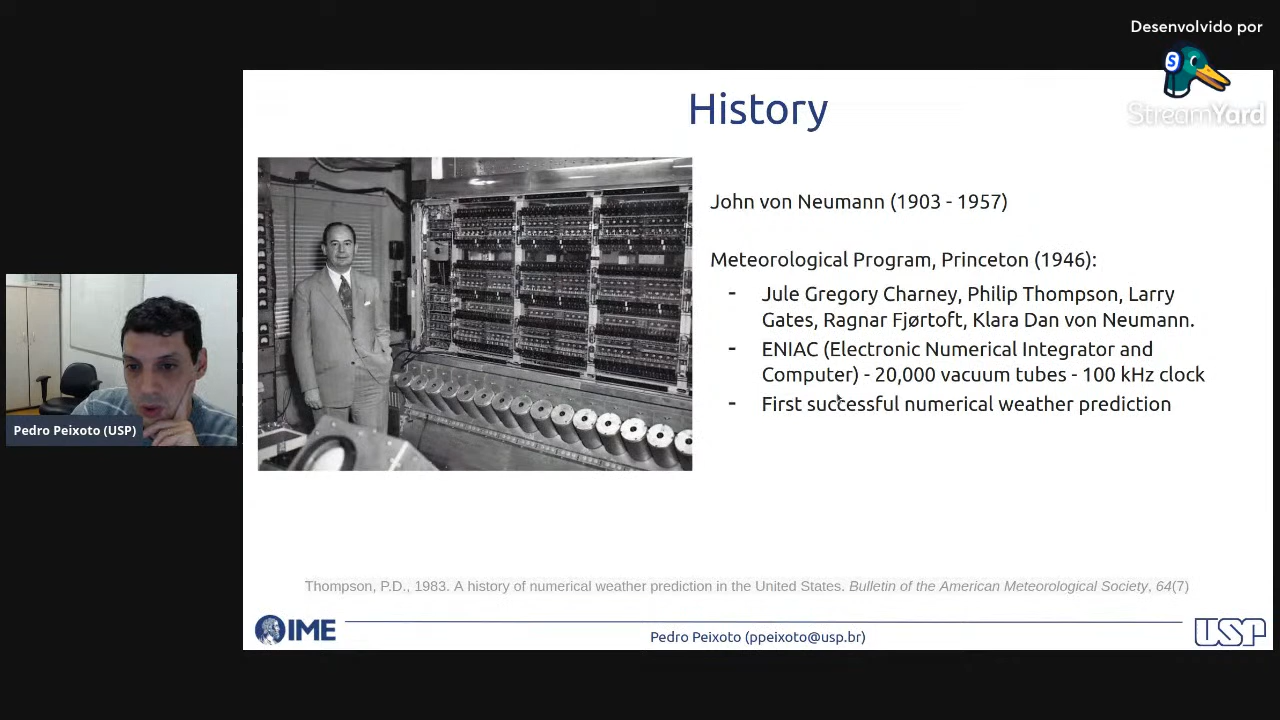 Desenvolvido por
StreamYard
History
John von Neumann (1903 - 1957)
Meteorological Program, Princeton (1946):
- Jule Gregory Charney, Philip Thompson, Larry
Gates, Ragnar Fjørtoft, Klara Dan von Neumann.
- ENIAC (Electronic Numerical Integrator and
Computer) - 20,000 vacuum tubes - 100 kHz clock
- First successful numerical weather prediction
Pedro Peixoto (USP)
Thompson, P.D., 1983. A history of numerical weather prediction in the United States. Bulletin of the American Meteorological Society, 64(7)
IME
Pedro Peixoto (ppeixoto@usp.br)
USP